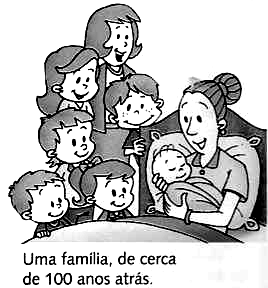 Uma família, de cerca
de 100 anos atrás.